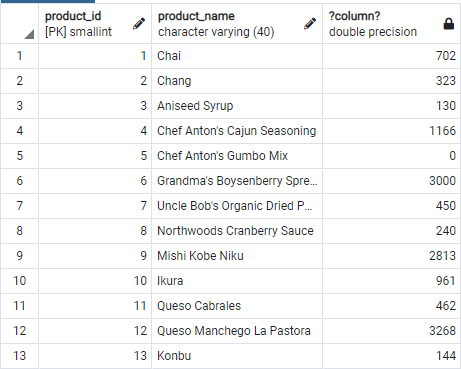 product_id product_name ?column?
[PK] smallint character varying (40) double precision
1 1 Chai 702
2 2 Chang 323
3 3 Aniseed Syrup 130
4 4 Chef Anton's Cajun Seasoning 1166
5 5 Chef Anton's Gumbo Mix 0
6 6 Grandma's Boysenberry Spre... 3000
7 7 Uncle Bob's Organic Dried P... 450
8 8 Northwoods Cranberry Sauce 240
9 9 Mishi Kobe Niku 2813
10 10 Ikura 961
11 11 Queso Cabrales 462
12 12 Queso Manchego La Pastora 3268
13 13 Konbu 144